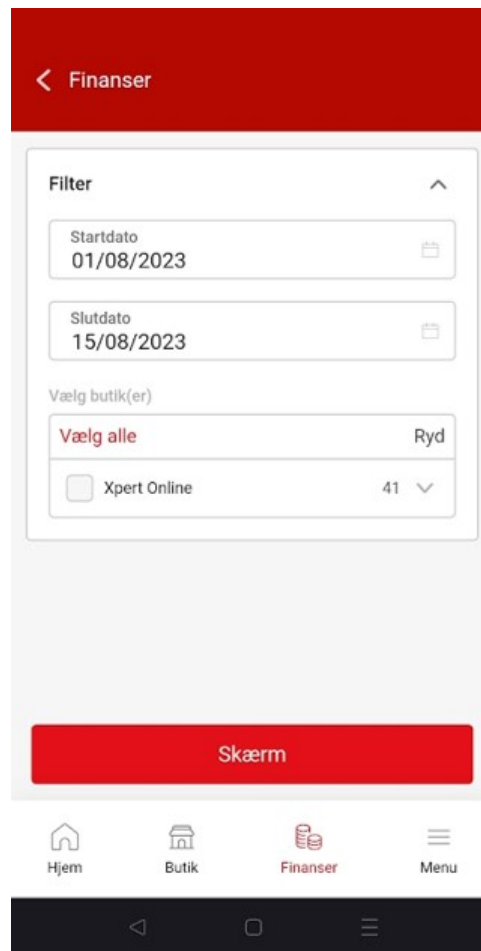 Finanser
Filter
Startdato
01/08/2023
Slutdato
15/08/2023
Vælg butik(er)
Vælg alle Ryd
Xpert Online 41
Skærm
Hjem Butik Finanser Menu